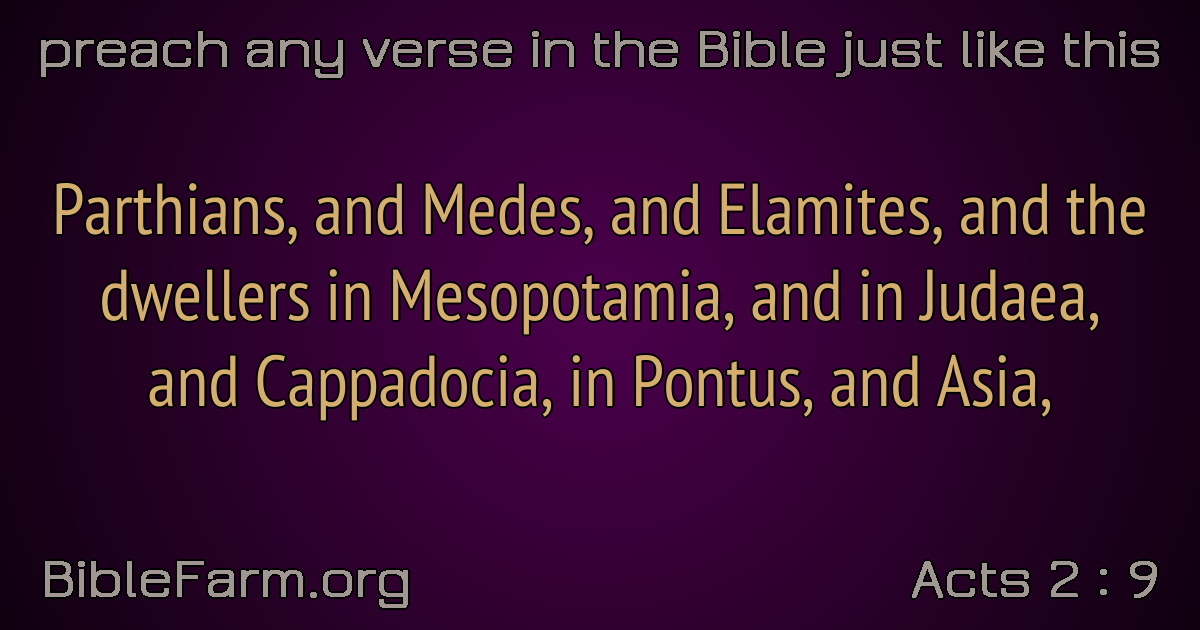 preach any verse in the Bible just like this
Parthians, and Medes, and Elamites, and the
dwellers in Mesopotamia, and in Judaea,
and Cappadocia, in Pontus, and Asia,
BibleFarm.org
Acts 2 : 9